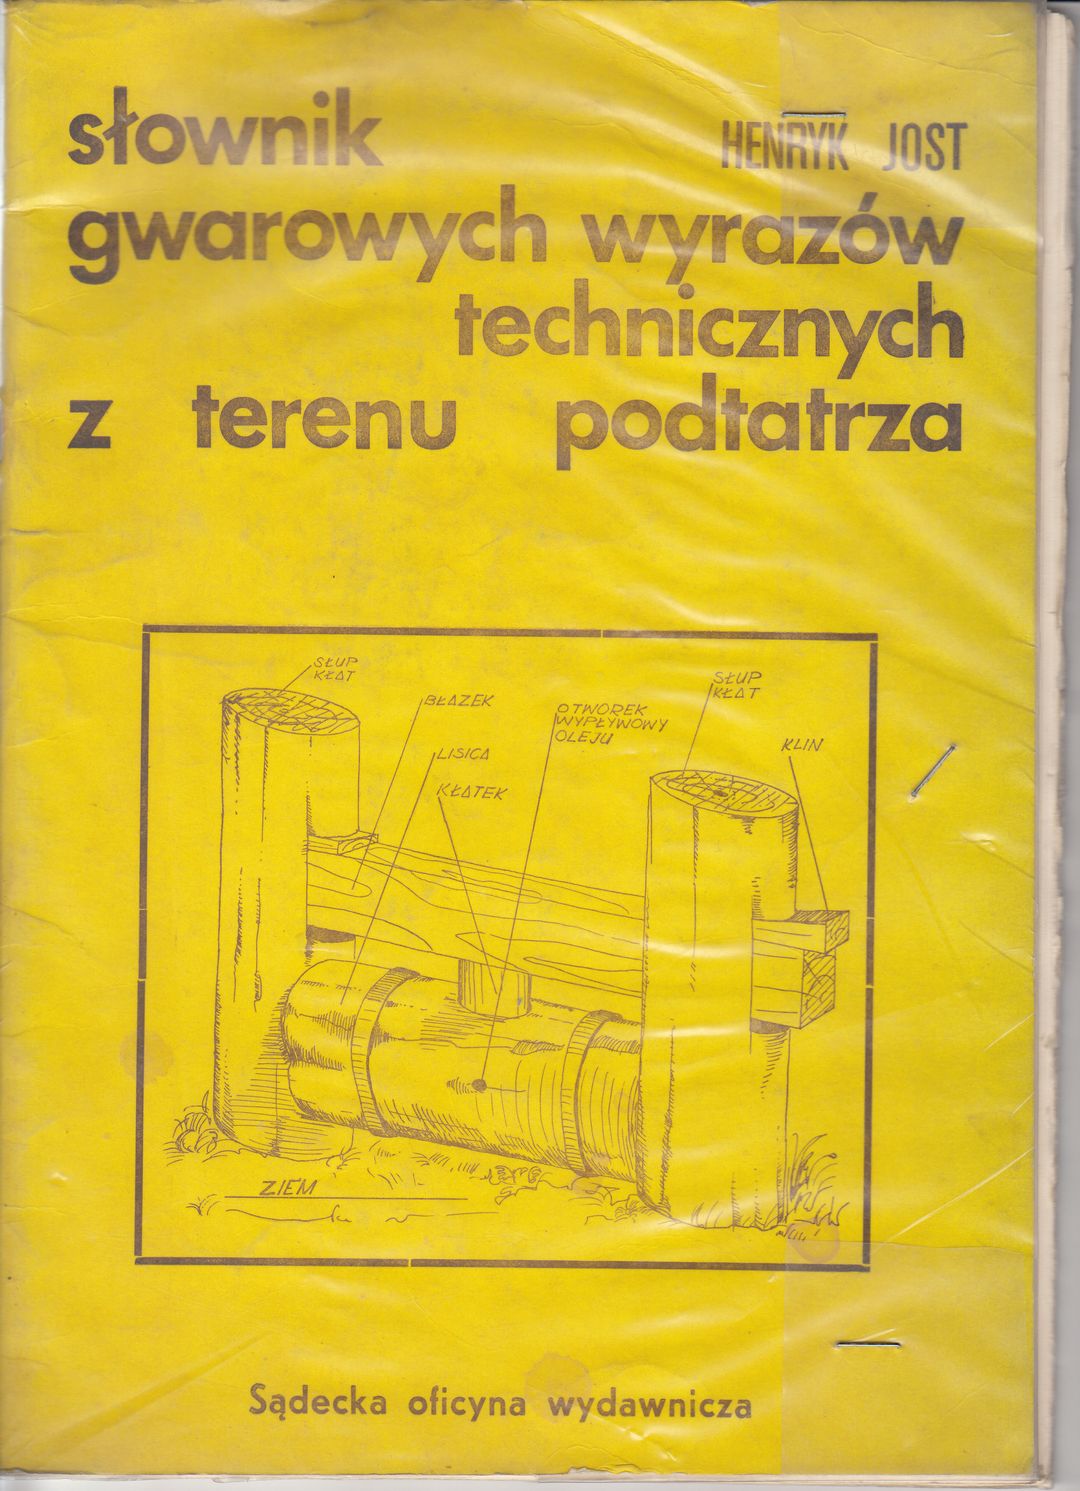 słownik
HENRYK JOST
gwarowych wyrazów
technicznych
z terenu podtatrza
SŁUP
KŁAT
BŁAZEK
LISICA
KŁATEK
OTWOREK
WYPŁYWOWY
OLEJU
SŁUP
KŁAT
KLIN
ZIEM
Sądecka oficyna wydawnicza